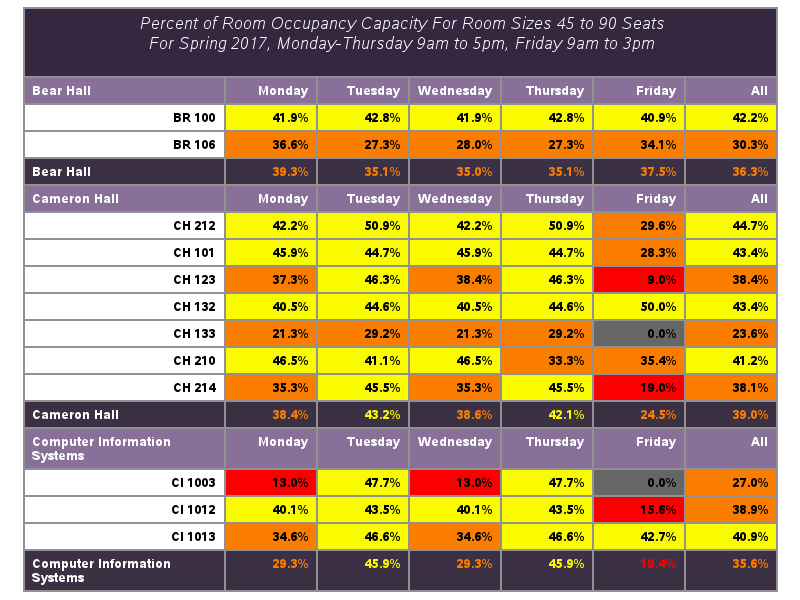 Percent of Room Occupancy Capacity For Room Sizes 45 to 90 Seats
For Spring 2017, Monday-Thursday 9am to 5pm, Friday 9am to 3pm
Bear Hall Monday Tuesday Wednesday Thursday Friday All
BR 100 41.9% 42.8% 41.9% 42.8% 40.9% 42.2%
BR 106 36.6% 27.3% 28.0% 27.3% 34.1% 30.3%
Bear Hall 39.3% 35.1% 35.0% 35.1% 37.5% 36.3%
Cameron Hall Monday Tuesday Wednesday Thursday Friday All
CH 212 42.2% 50.9% 42.2% 50.9% 29.6% 44.7%
CH 101 45.9% 44.7% 45.9% 44.7% 28.3% 43.4%
CH 123 37.3% 46.3% 38.4% 46.3% 9.0% 38.4%
CH 132 40.5% 44.6% 40.5% 44.6% 50.0% 43.4%
CH 133 21.3% 29.2% 21.3% 29.2% 0.0% 23.6%
CH 210 46.5% 41.1% 46.5% 33.3% 35.4% 41.2%
CH 214 35.3% 45.5% 35.3% 45.5% 19.0% 38.1%
Cameron Hall 38.4% 43.2% 38.6% 42.1% 24.5% 39.0%
Computer Information Monday Tuesday Wednesday Thursday Friday All
Systems
CI 1003 13.0% 47.7% 13.0% 47.7% 0.0% 27.0%
CI 1012 40.1% 43.5% 40.1% 43.5% 15.6% 38.9%
CI 1013 34.6% 46.6% 34.6% 46.6% 42.7% 40.9%
Computer Information 29.3% 45.9% 29.3% 45.9% 19.4% 35.6%
Systems